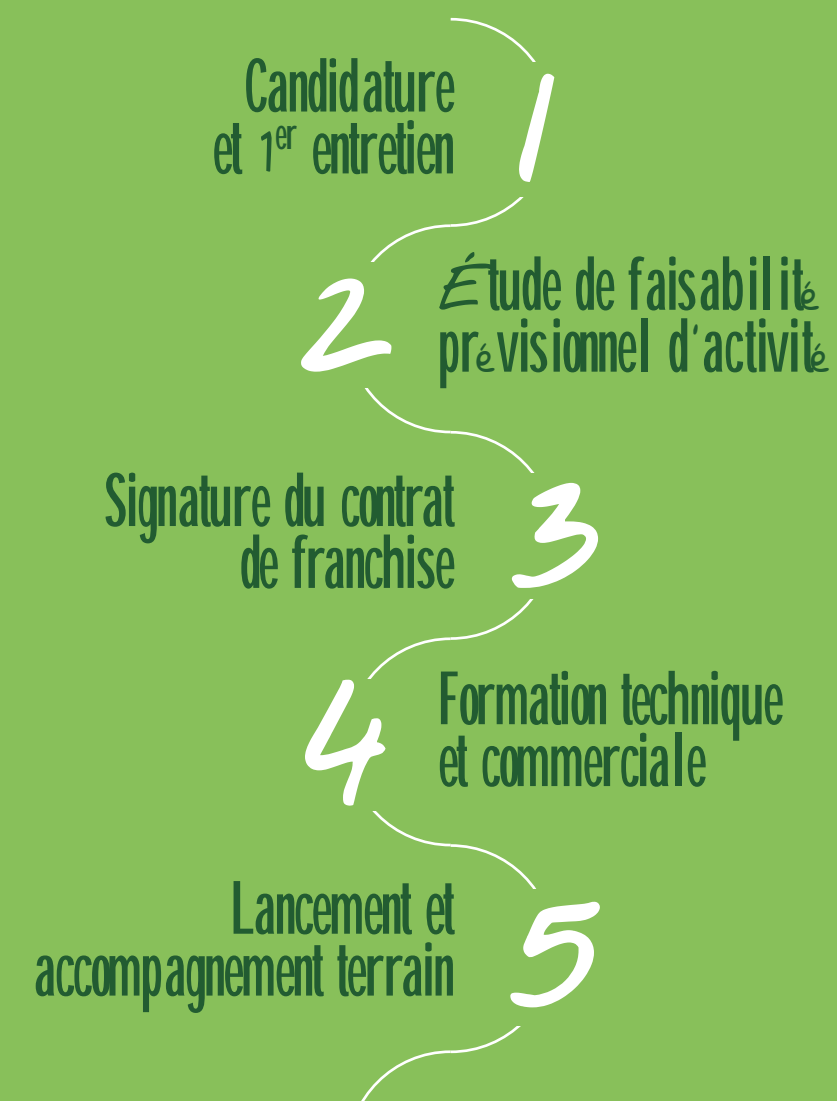 1
Candidature
et 1er entretien
2
Étude de faisabilité
prévisionnel d'activité
3
Signature du contrat
de franchise
4
Formation technique
et commerciale
5
Lancement et
accompagnement terrain